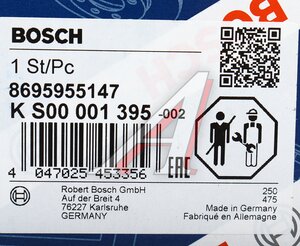 BOSCH
1 St/Pc
8695955147
K S00 001 395 -002
4 047025 453356
EAC
Robert Bosch GmbH
Auf der Breit 4
76227 Karlsruhe
GERMANY
250
475
Made in Germany
Fabriqué en Allemagne
BOSCH